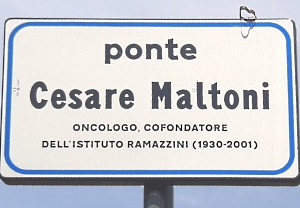 ponte
Cesare Maltoni
ONCOLOGO, COFONDATORE
DELL'ISTITUTO RAMAZZINI (1930-2001)